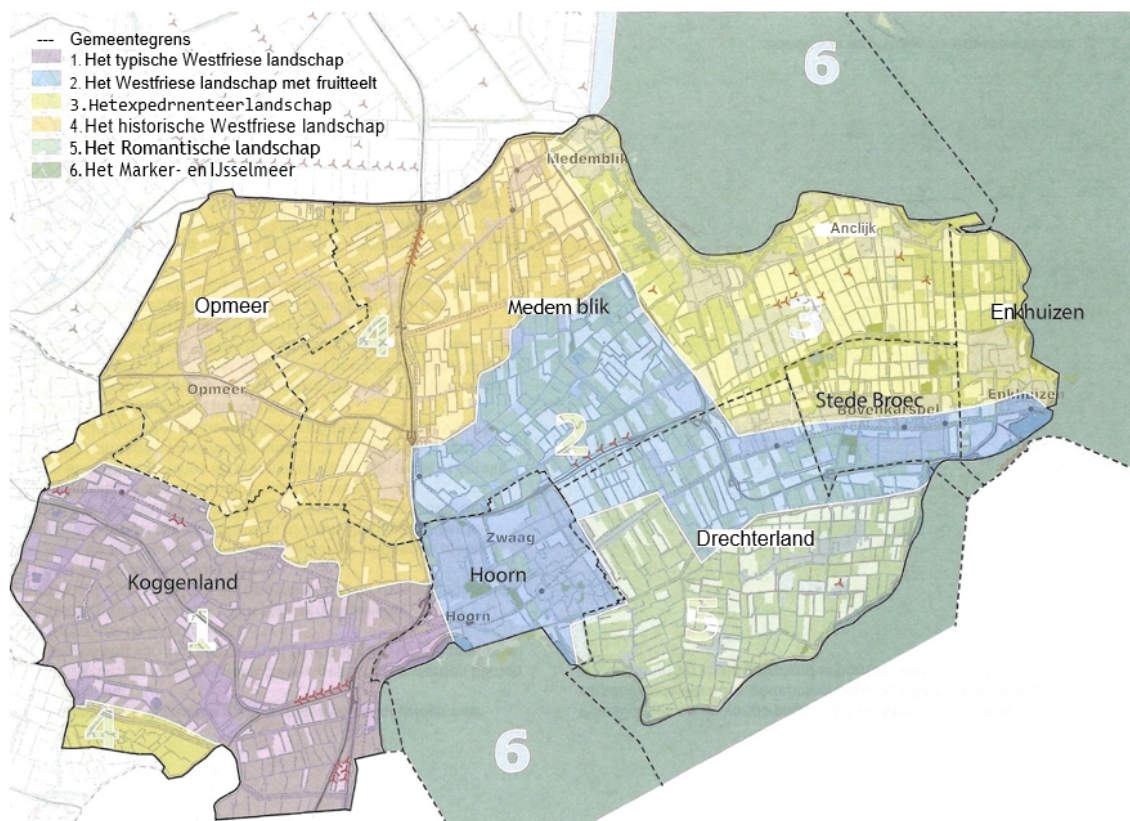 --- Gemeentegrens
1. Het typische Westfriese landschap
2. Het Westfriese landschap met fruitteelt
3.Hetexpedrnenteerlandschap
4. Het historische Westfriese landschap
5. Het Romantische landschap
6. Het Marker- en IJsselmeer
6
Medemblik
Anclijk
Opmeer
Medem blik
3
Enkhuizen
4
Opmeer
Stede Broec
Enkhuizen
Bovenkarspel
2
Zwaag
Drechterland
Hoorn
Koggenland
Hoorn
1
5
4
6